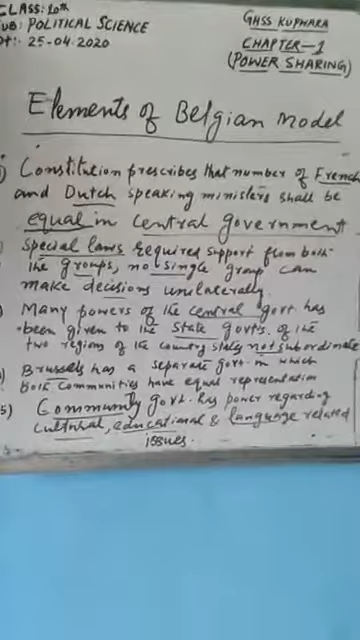 CLASS: 10th
SUB: POLITICAL SCIENCE
Dt:- 25-04-2020
GHSS KUPHARA
CHAPTER-1
(POWER SHARING)
Elements of Belgian Model
1) Constitution prescribes that number of French
and Dutch speaking ministers shall be
equal in central government
) special laws required support from both
the groups, no single group can
make decisions unilaterally.
) Many powers of the central govt has
been given to the state govts. of the
two regions of the country states not subordinate
) Brussels has a separate govt. in which
Both communities have equal representation
5) Community govt. has power regarding
cultural, educational & language related
issues.